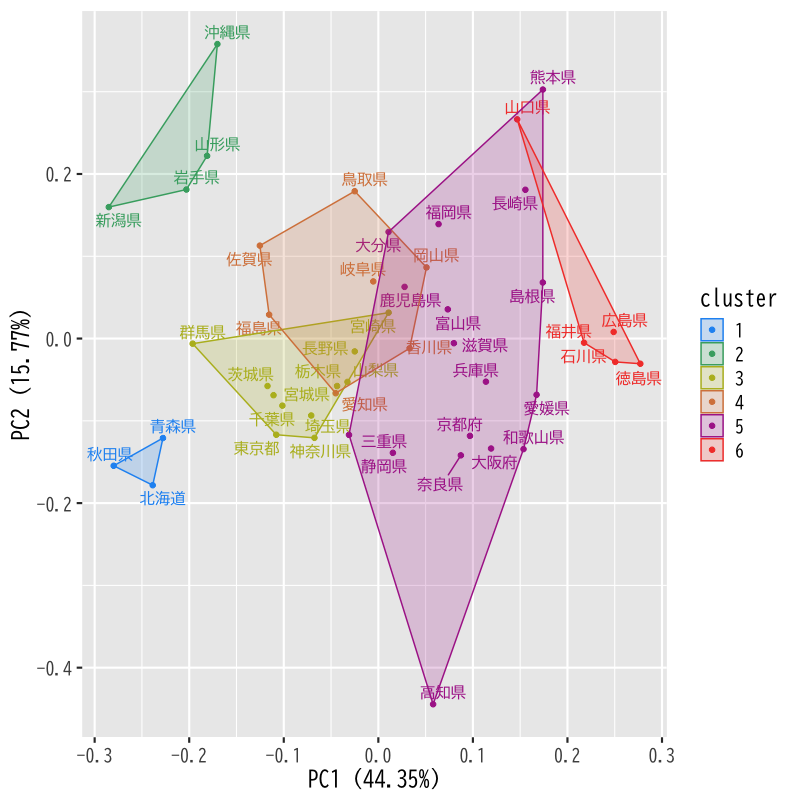 沖縄県
熊本県
山口県
山形県
岩手県
鳥取県
長崎県
新潟県
福岡県
大分県
岡山県
佐賀県
岐阜県
鹿児島県
島根県
宮崎県
福島県
富山県
広島県
群馬県
福井県
長野県
香川県
滋賀県
石川県
栃木県
山梨県
兵庫県
茨城県
徳島県
宮城県
愛知県
愛媛県
千葉県
埼玉県
京都府
青森県
東京都
神奈川県
三重県
和歌山県
秋田県
静岡県
大阪府
北海道
奈良県
高知県
0.2
0.0
−0.2
−0.4
−0.3
−0.2
−0.1
0.0
0.1
0.2
0.3
PC1 (44.35%)
PC2 (15.77%)
cluster
1
2
3
4
5
6